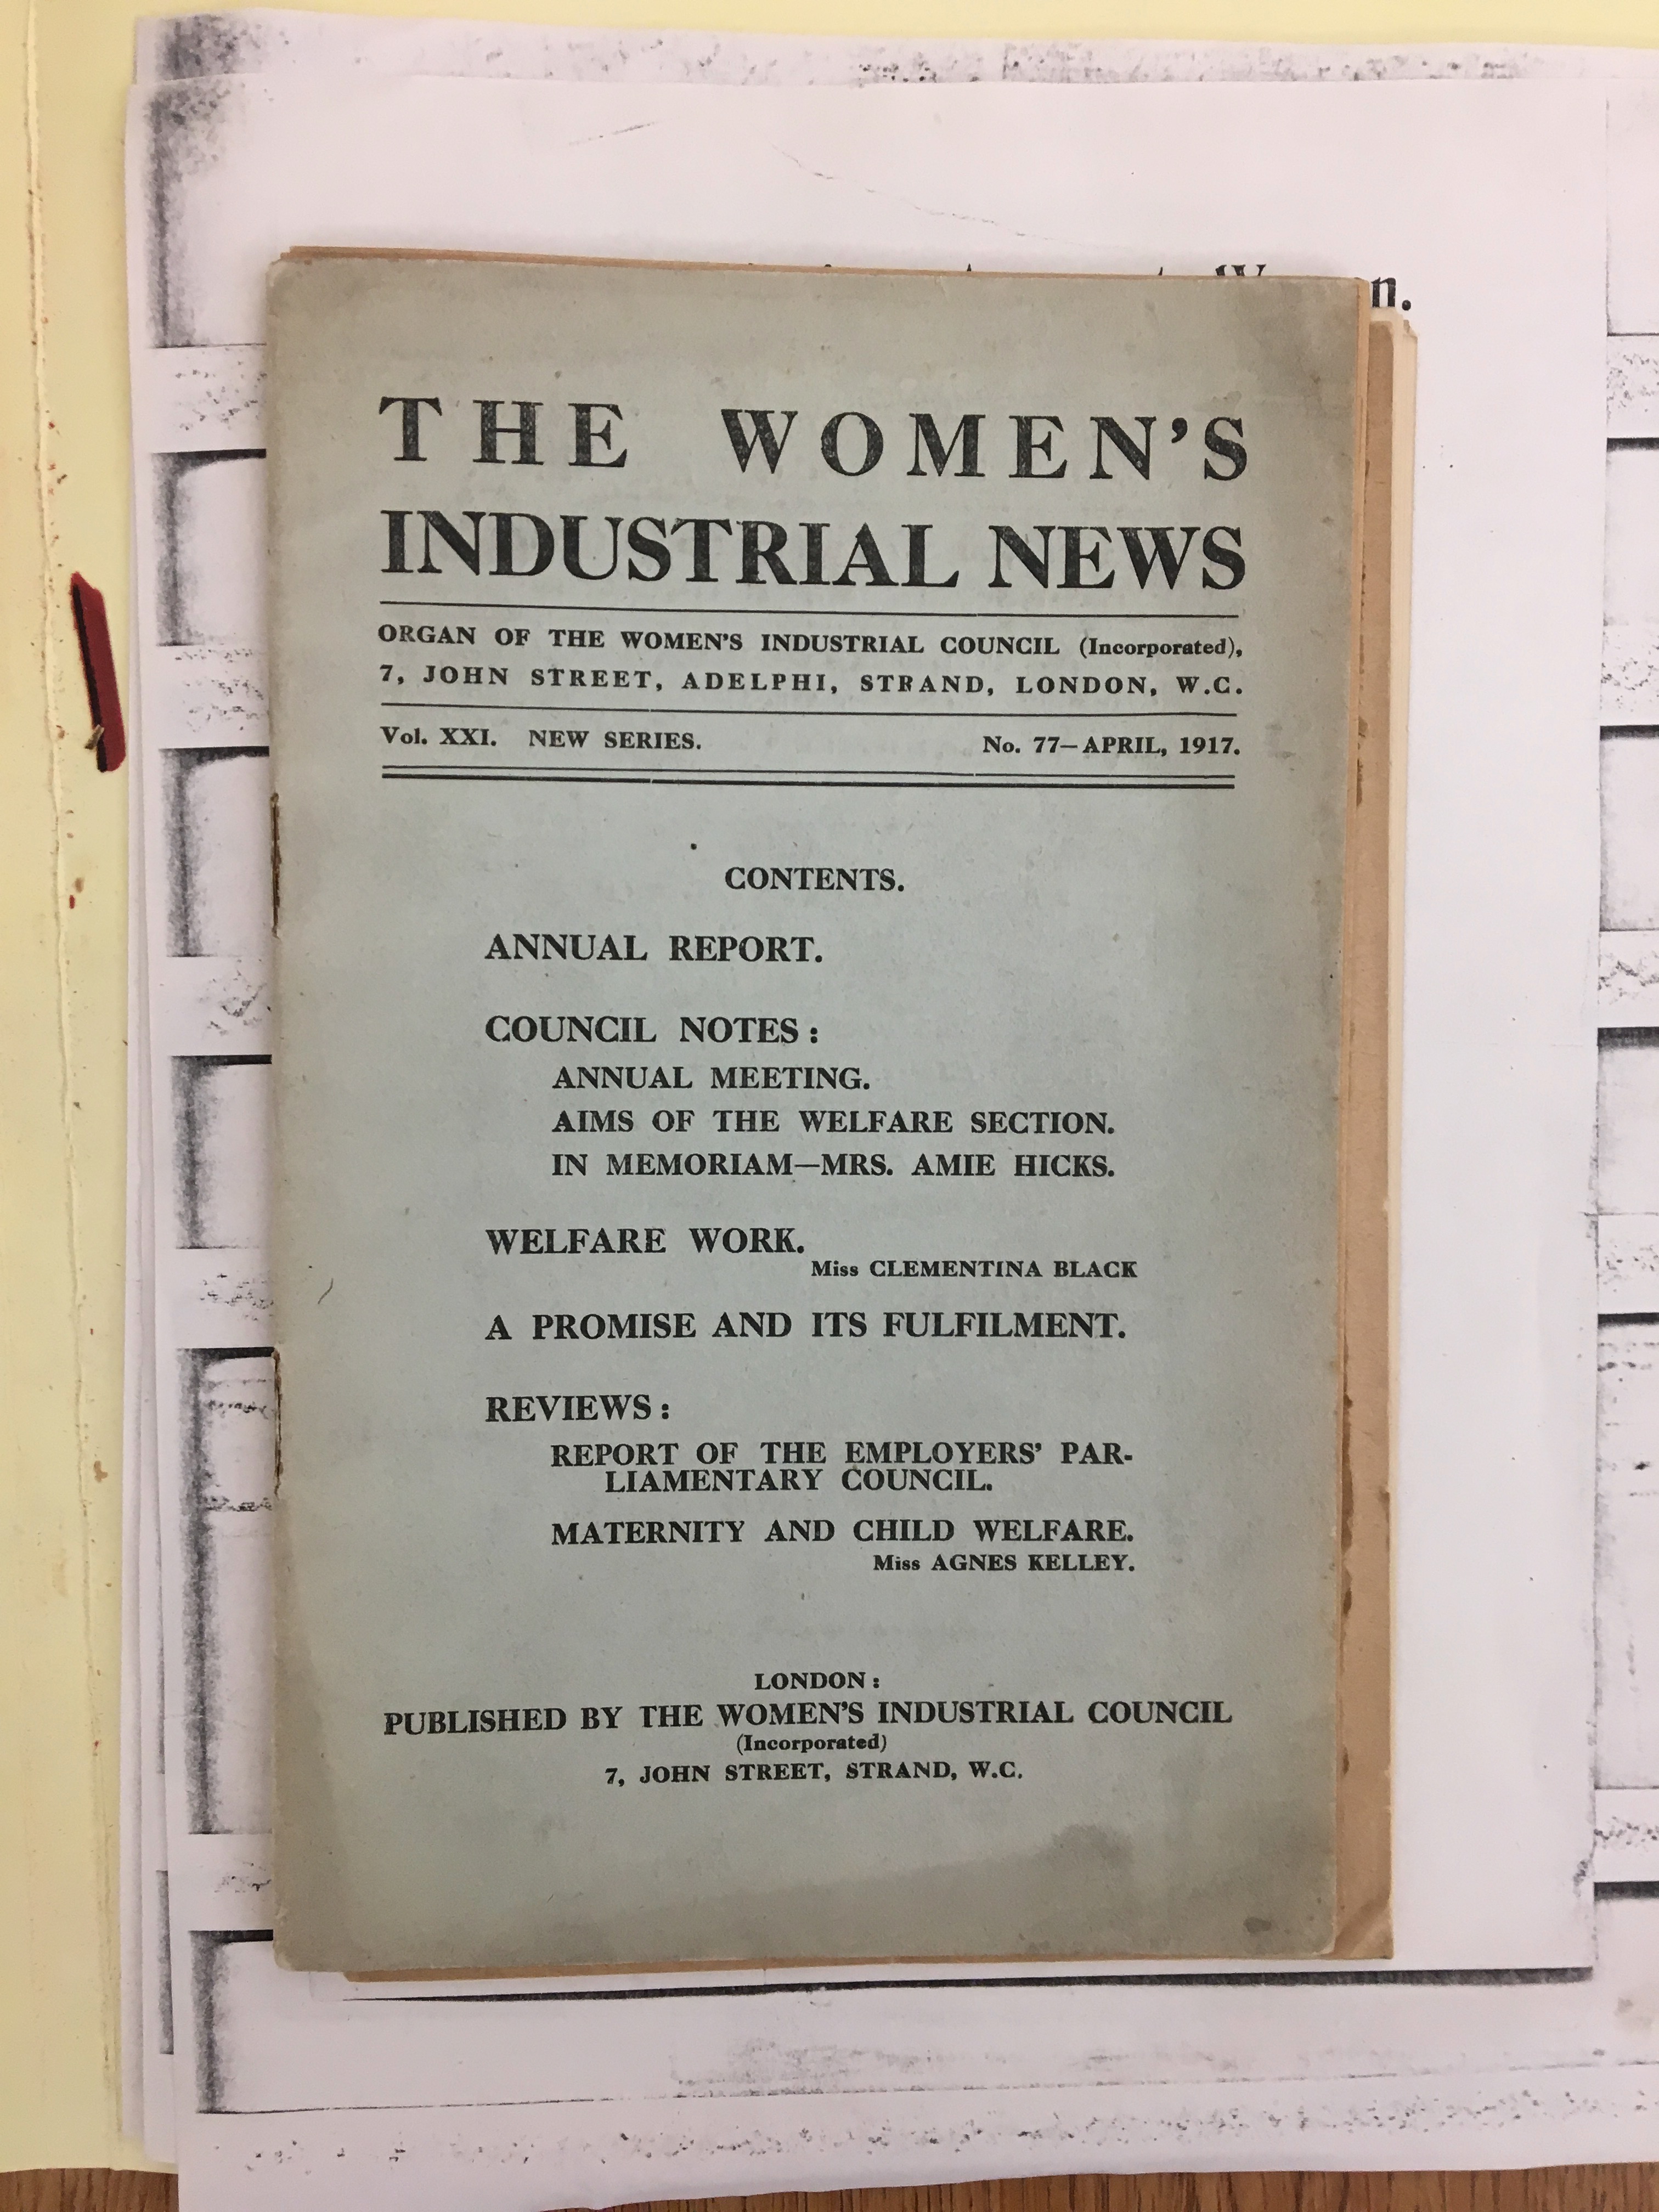 n.
THE WOMEN'S
INDUSTRIAL NEWS
ORGAN OF THE WOMEN'S INDUSTRIAL COUNCIL (Incorporated),
7, JOHN STREET, ADELPHI, STRAND, LONDON, W.C.
Vol. XXI. NEW SERIES. No. 77—APRIL, 1917.
CONTENTS.
ANNUAL REPORT.
COUNCIL NOTES:
ANNUAL MEETING.
AIMS OF THE WELFARE SECTION.
IN MEMORIAM—MRS. AMIE HICKS.
WELFARE WORK.
Miss CLEMENTINA BLACK
A PROMISE AND ITS FULFILMENT.
REVIEWS:
REPORT OF THE EMPLOYERS' PAR-
LIAMENTARY COUNCIL.
MATERNITY AND CHILD WELFARE.
Miss AGNES KELLEY.
LONDON:
PUBLISHED BY THE WOMEN'S INDUSTRIAL COUNCIL
(Incorporated)
7, JOHN STREET, STRAND, W.C.